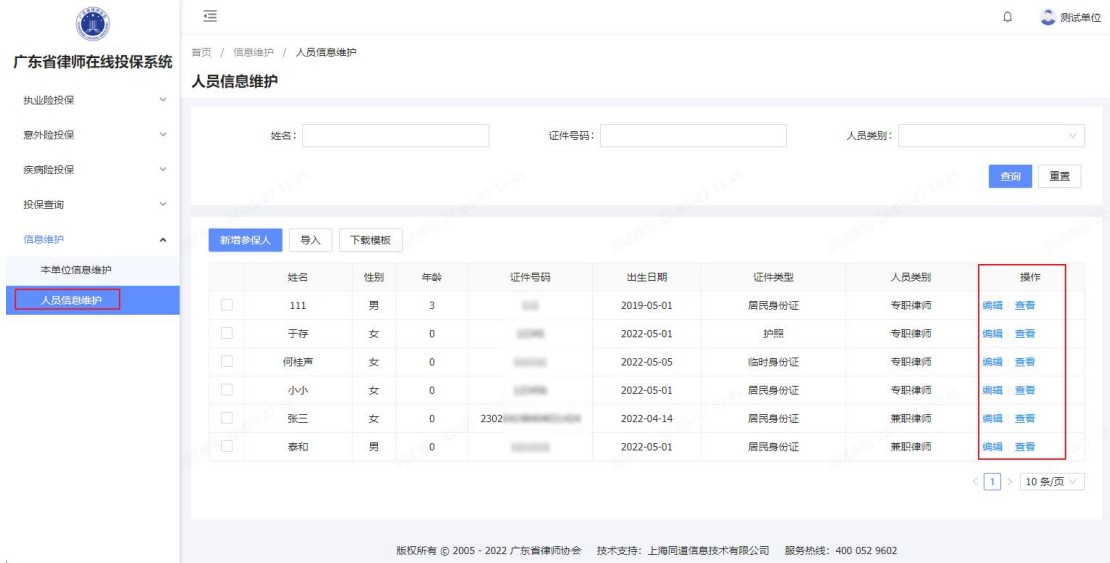 测试单位
广东省律师在线投保系统
首页 / 信息维护 / 人员信息维护
人员信息维护
执业险投保
意外险投保
疾病险投保
投保查询
信息维护
本单位信息维护
人员信息维护
姓名: 证件号码: 人员类别:
查询 重置
新增参保人 导入 下载模板
姓名 性别 年龄 证件号码 出生日期 证件类型 人员类别 操作
111 男 3 2019-05-01 居民身份证 专职律师 编辑 查看
于存 女 0 2022-05-01 护照 专职律师 编辑 查看
何桂声 女 0 2022-05-05 临时身份证 专职律师 编辑 查看
小小 女 0 2022-05-01 居民身份证 专职律师 编辑 查看
张三 女 0 2302 2022-04-14 居民身份证 兼职律师 编辑 查看
泰和 男 0 2022-05-01 居民身份证 兼职律师 编辑 查看
< 1 > 10 条/页
版权所有 © 2005 - 2022 广东省律师协会 技术支持：上海同道信息技术有限公司 服务热线：400 052 9602